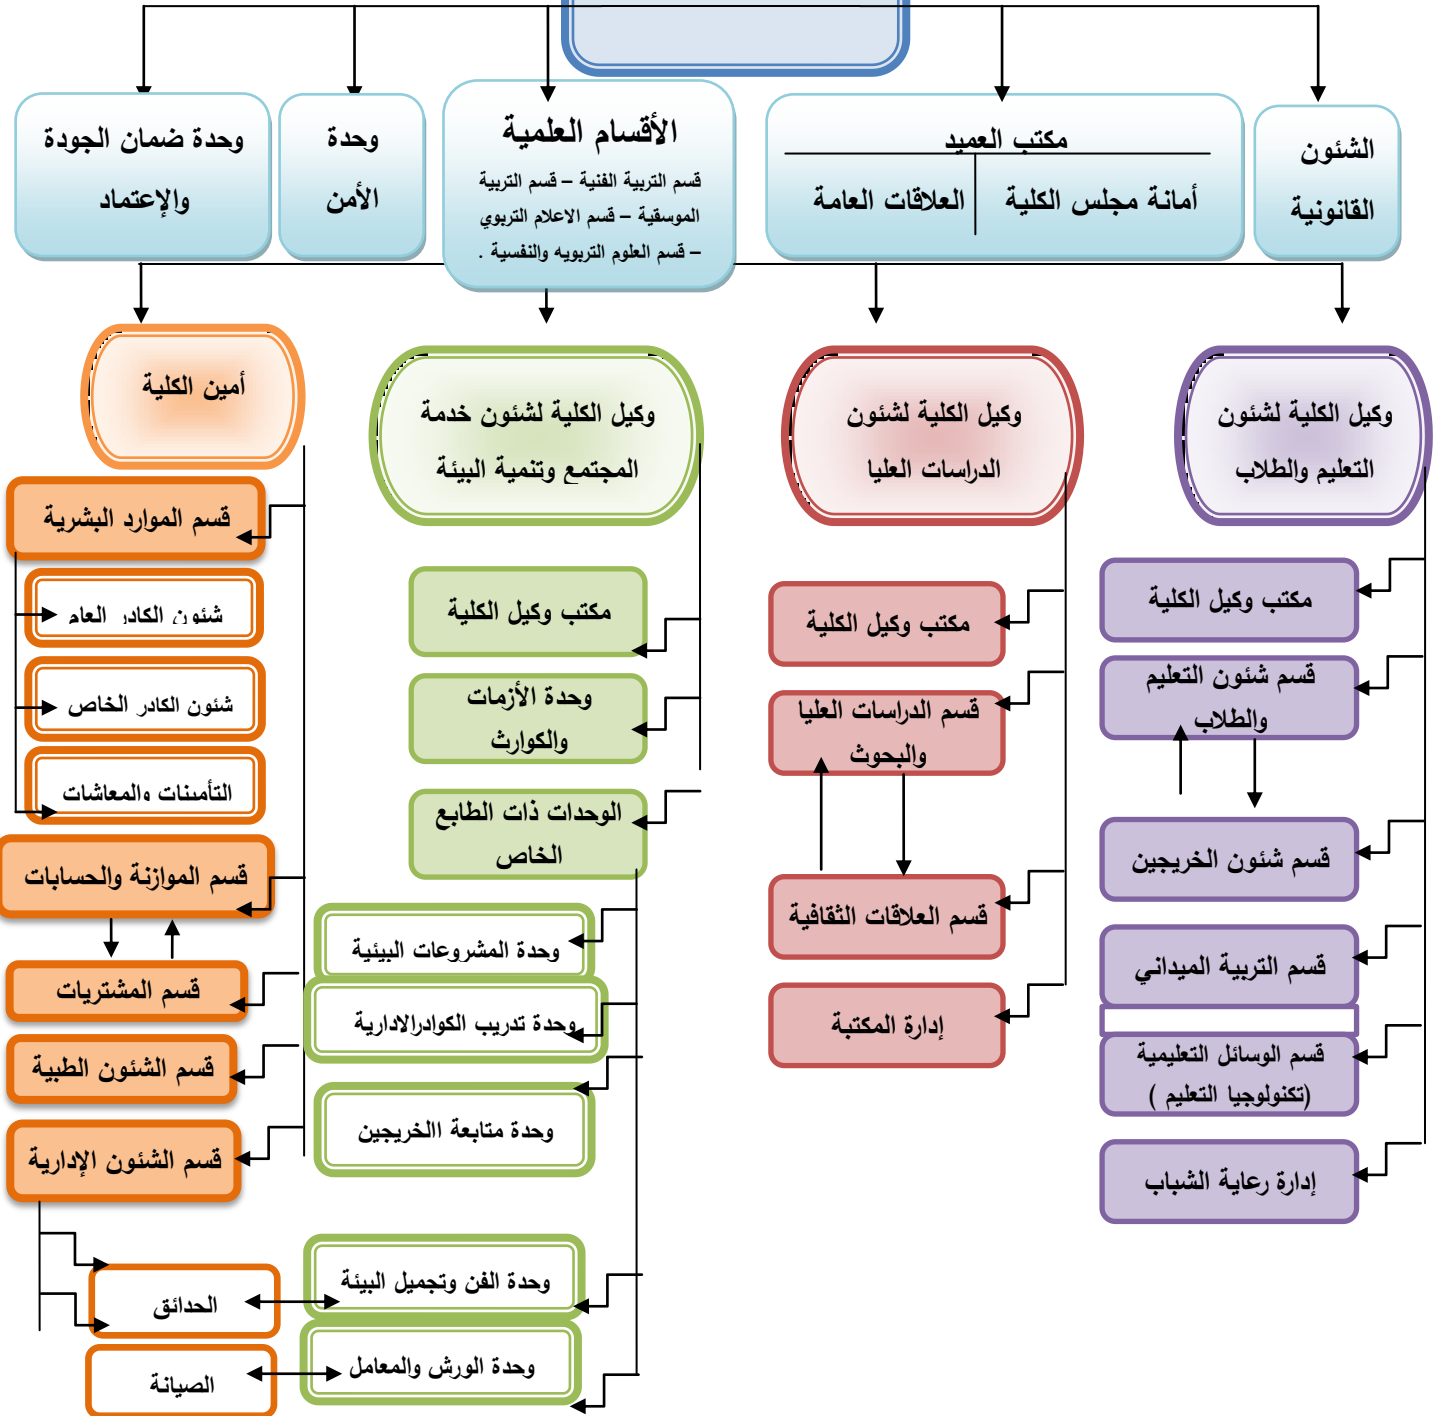 الشئون
القانونية
مكتب العميد
أمانة مجلس الكلية
العلاقات العامة
الأقسام العلمية
قسم التربية الفنية – قسم التربية
الموسقية – قسم الاعلام التربوي
– قسم العلوم التربويه والنفسية .
وحدة
الأمن
وحدة ضمان الجودة
والإعتماد
وكيل الكلية لشئون
التعليم والطلاب
مكتب وكيل الكلية
قسم شئون التعليم
والطلاب
قسم شئون الخريجين
قسم التربية الميداني
قسم الوسائل التعليمية
(تكنولوجيا التعليم )
إدارة رعاية الشباب
وكيل الكلية لشئون
الدراسات العليا
مكتب وكيل الكلية
قسم الدراسات العليا
والبحوث
قسم العلاقات الثقافية
إدارة المكتبة
وكيل الكلية لشئون خدمة
المجتمع وتنمية البيئة
مكتب وكيل الكلية
وحدة الأزمات
والكوارث
الوحدات ذات الطابع
الخاص
وحدة المشروعات البيئية
وحدة تدريب الكوادرالادارية
وحدة متابعة االخريجين
وحدة الفن وتجميل البيئة
وحدة الورش والمعامل
أمين الكلية
قسم الموارد البشرية
شئون الكادر العام
شئون الكادر الخاص
التأمينات والمعاشات
قسم الموازنة والحسابات
قسم المشتريات
قسم الشئون الطبية
قسم الشئون الإدارية
الحدائق
الصيانة